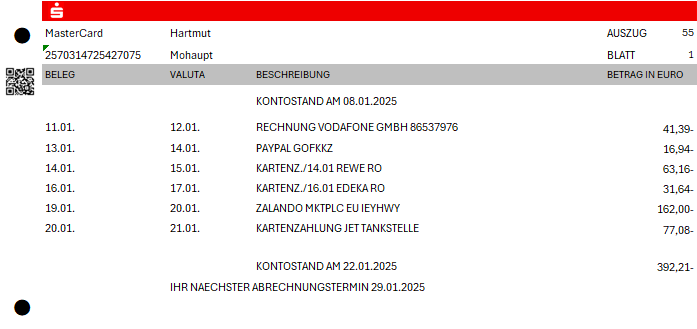 MasterCard Hartmut AUSZUG 55
2570314725427075 Mohaupt BLATT 1
BELEG VALUTA BESCHREIBUNG BETRAG IN EURO
KONTOSTAND AM 08.01.2025
11.01. 12.01. RECHNUNG VODAFONE GMBH 86537976 41,39-
13.01. 14.01. PAYPAL GOFKKZ 16,94-
14.01. 15.01. KARTENZ./14.01 REWE RO 63,16-
16.01. 17.01. KARTENZ./16.01 EDEKA RO 31,64-
19.01. 20.01. ZALANDO MKTPLC EU IEYHWY 162,00-
20.01. 21.01. KARTENZAHLUNG JET TANKSTELLE 77,08-
KONTOSTAND AM 22.01.2025 392,21-
IHR NAECHSTER ABRECHNUNGSTERMIN 29.01.2025